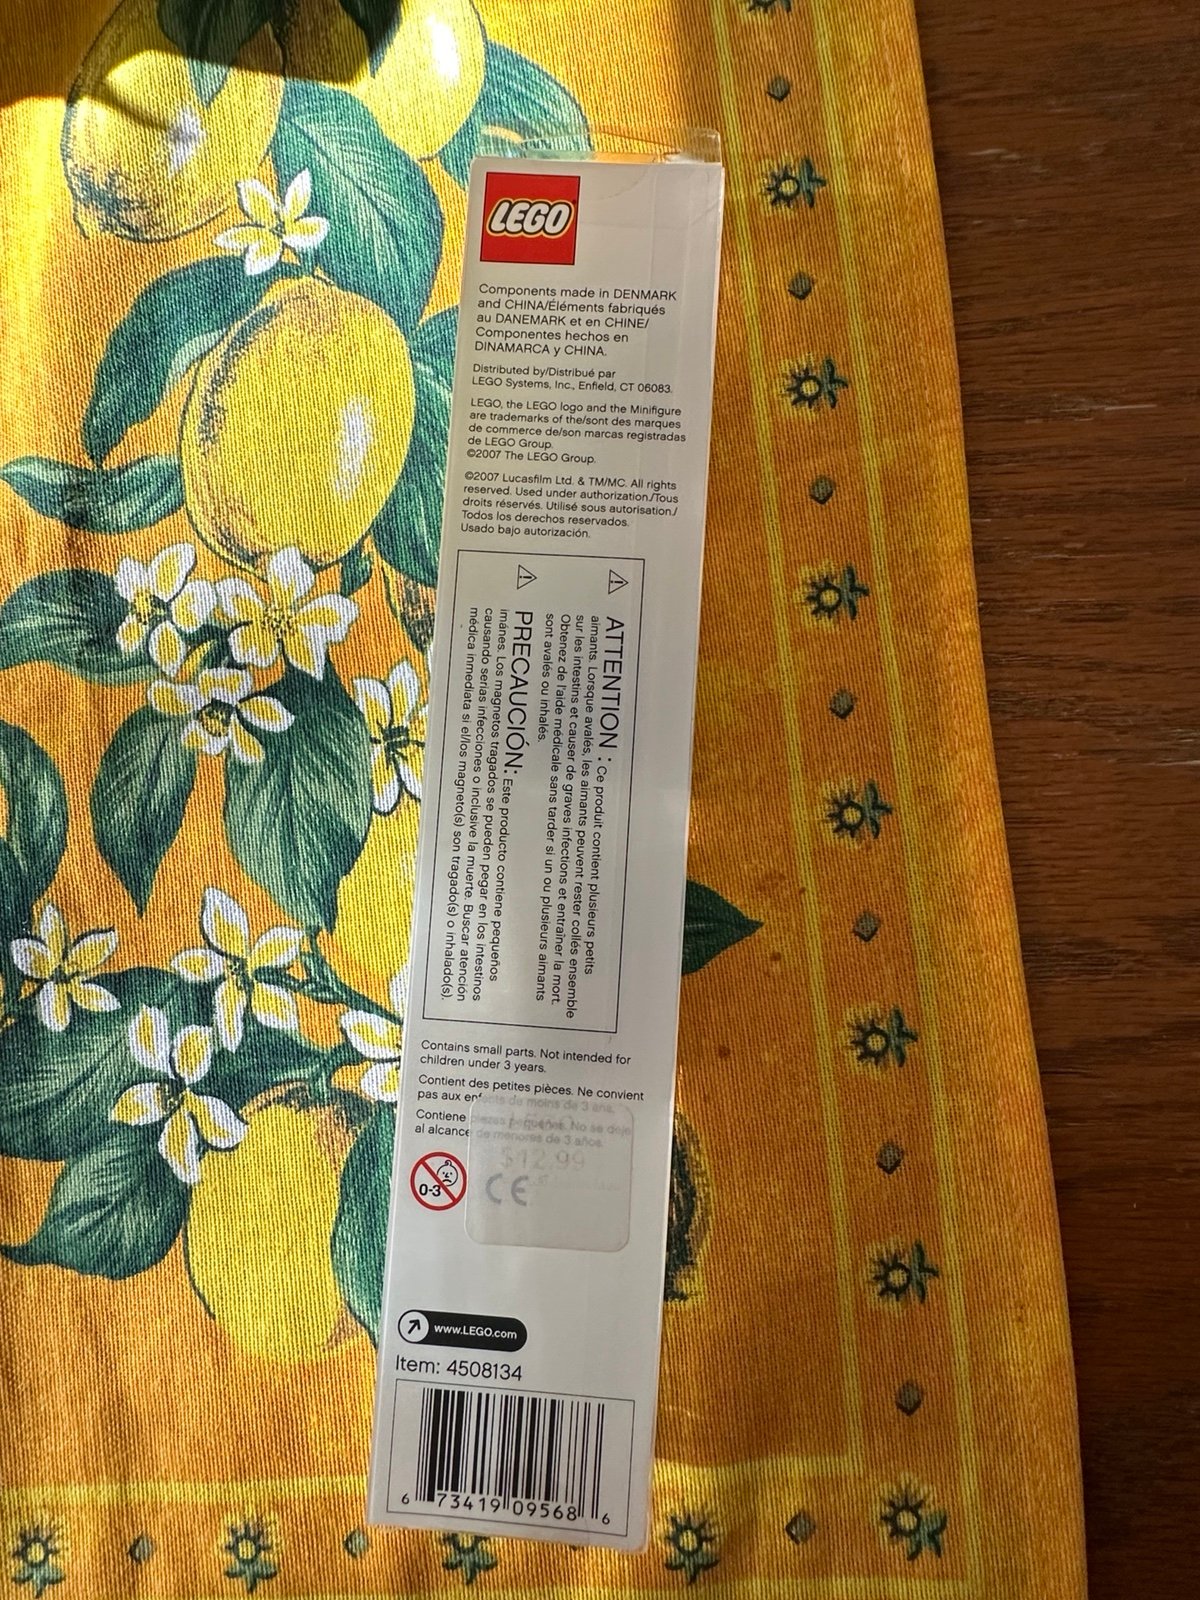 LEGO
Components made in DENMARK
and CHINA/Éléments fabriqués
au DANEMARK et en CHINE/
Componentes hechos en
DINAMARCA y CHINA.
Distributed by/Distribué par
LEGO Systems, Inc., Enfield, CT 06083.
LEGO, the LEGO logo and the Minifigure
are trademarks of the/sont des marques
de commerce de/son marcas registradas
de LEGO Group.
©2007 The LEGO Group.
©2007 Lucasfilm Ltd. & TM/MC. All rights
reserved. Used under authorization./Tous
droits réservés. Utilisé sous autorisation./
Todos los derechos reservados.
Usado bajo autorización.
ATTENTION : Ce produit contient plusieurs petits
aimants. Lorsque avalés, les aimants peuvent rester collés ensemble
sur les intestins et causer de graves infections et entraîner la mort.
Obtenez de l'aide médicale sans tarder si un ou plusieurs aimants
sont avalés ou inhalés.
PRECAUCIÓN: Este producto contiene pequeños
imánes. Los magnetos tragados se pueden pegar en los intestinos
causando serias infecciones o inclusive la muerte. Buscar atención
médica inmediata si el/los magneto(s) son tragado(s) o inhalado(s).
Contains small parts. Not intended for
children under 3 years.
Contient des petites pièces. Ne convient
pas aux enfants de moins de 3 ans.
Contiene piezas pequeñas. No se deje
al alcance de menores de 3 años.
$12.99
0-3
CE
www.LEGO.com
Item: 4508134
6 73419 09568 6